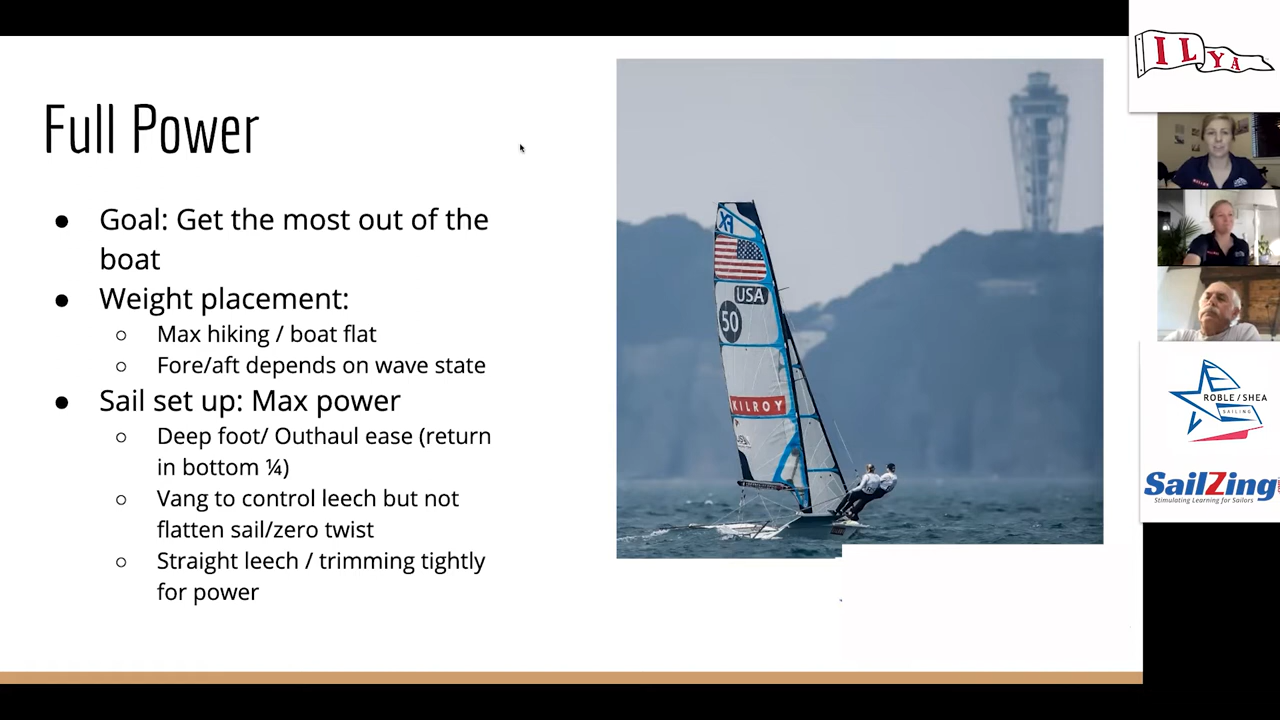 Full Power
● Goal: Get the most out of the
boat
● Weight placement:
○ Max hiking / boat flat
○ Fore/aft depends on wave state
● Sail set up: Max power
○ Deep foot/ Outhaul ease (return
in bottom ¼)
○ Vang to control leech but not
flatten sail/zero twist
○ Straight leech / trimming tightly
for power
FX
USA
50
KILROY
ILYA
ROBLE/SHEA
SAILING
SailZing
Stimulating Learning for Sailors